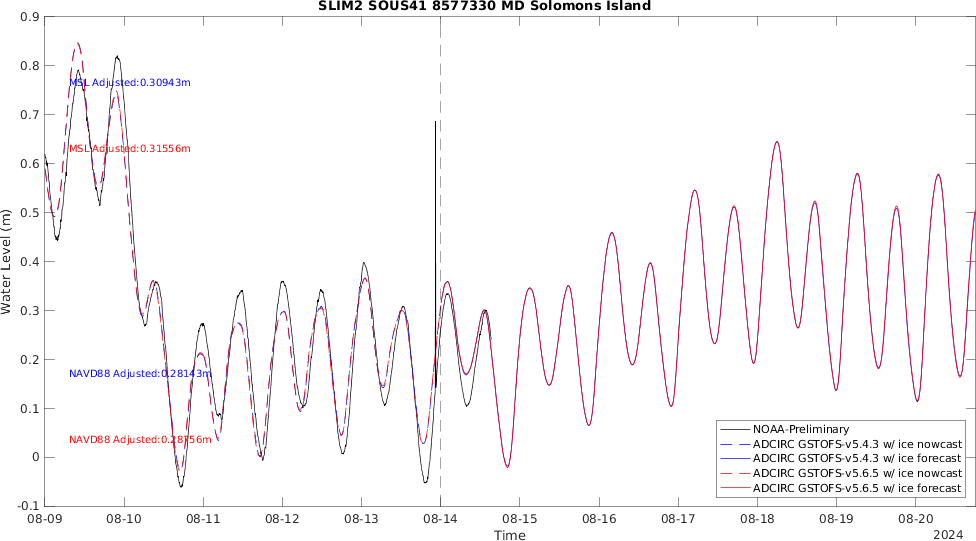 SLIM2 SOUS41 8577330 MD Solomons Island
0.9
0.8
0.7
0.6
0.5
0.4
0.3
0.2
0.1
0
-0.1
Water Level (m)
MSL Adjusted:0.30943m
MSL Adjusted:0.31556m
NAVD88 Adjusted:0.28143m
NAVD88 Adjusted:0.28756m
NOAA-Preliminary
ADCIRC GSTOFS-v5.4.3 w/ ice nowcast
ADCIRC GSTOFS-v5.4.3 w/ ice forecast
ADCIRC GSTOFS-v5.6.5 w/ ice nowcast
ADCIRC GSTOFS-v5.6.5 w/ ice forecast
08-09 08-10 08-11 08-12 08-13 08-14 08-15 08-16 08-17 08-18 08-19 08-20
Time
2024